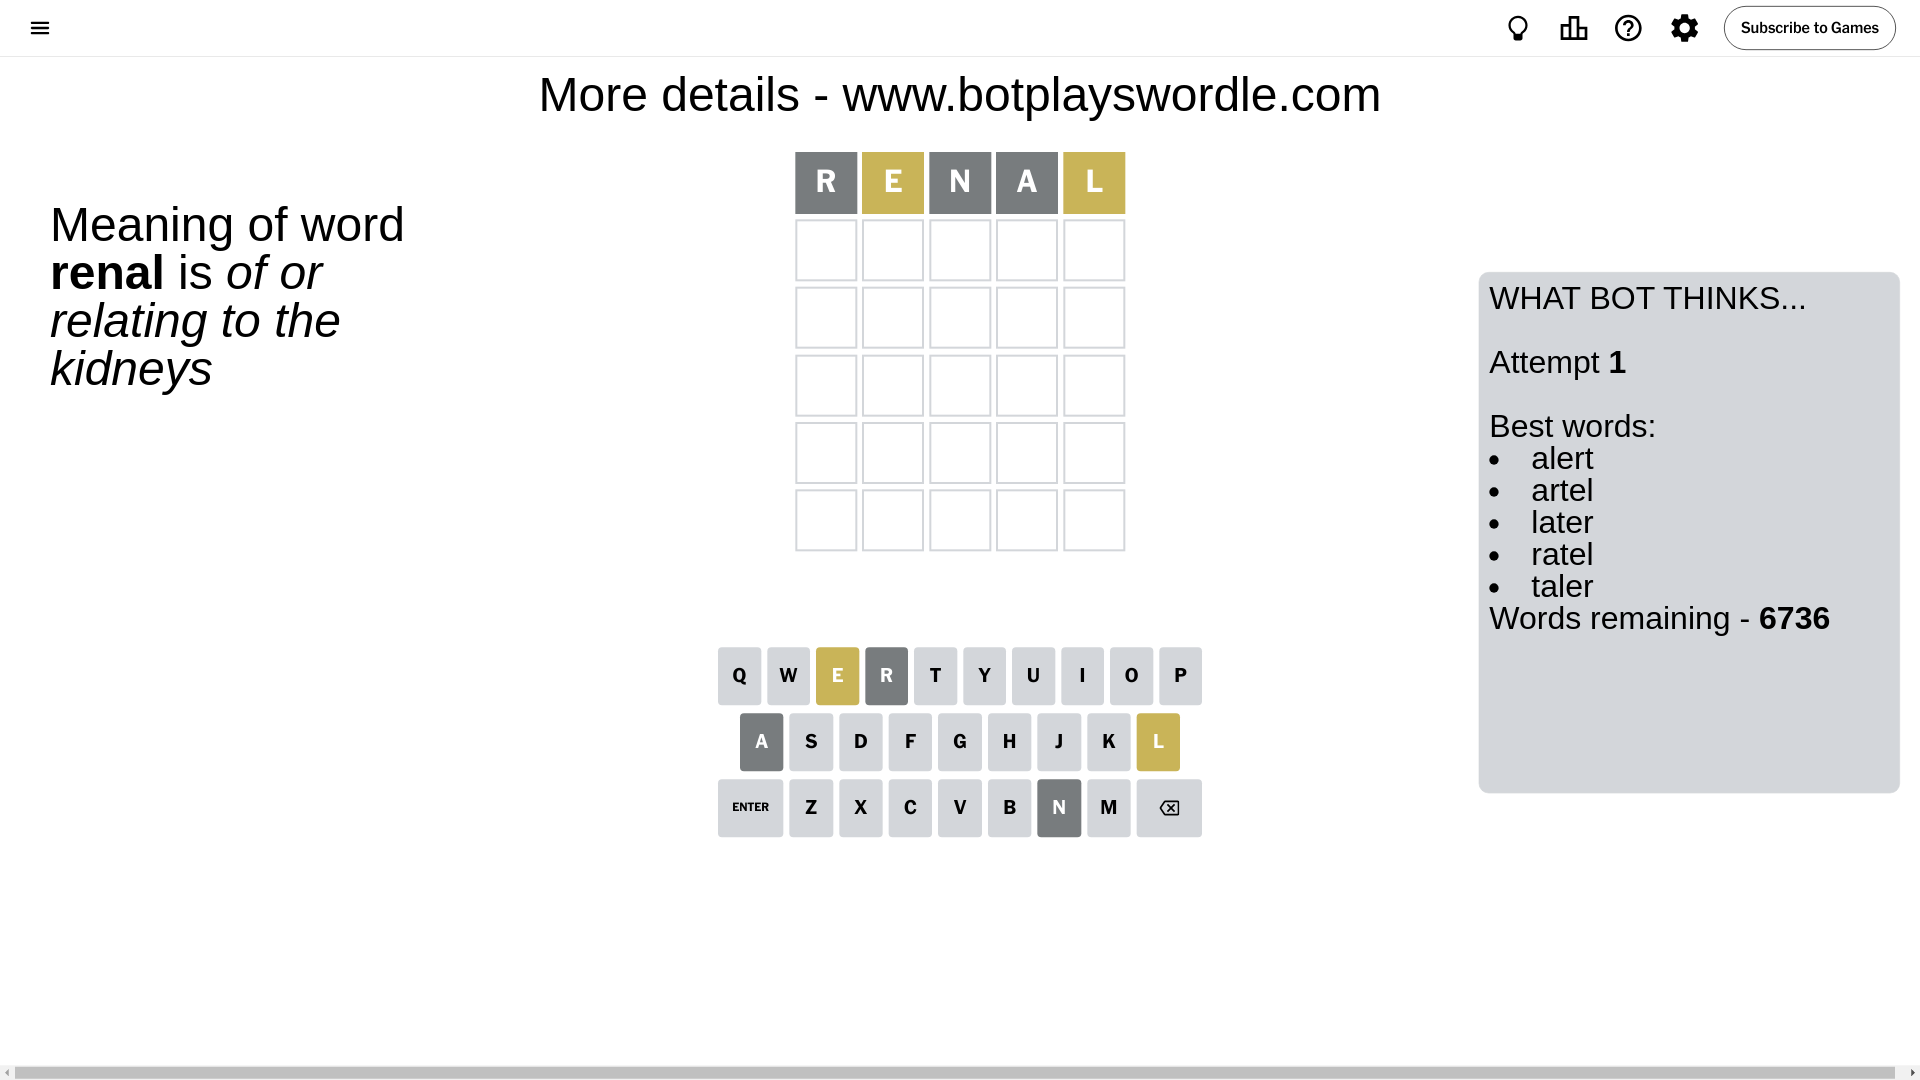 Subscribe to Games
More details - www.botplayswordle.com
R E N A L
Meaning of word
renal is of or
relating to the
kidneys
WHAT BOT THINKS...
Attempt 1
Best words:
• alert
• artel
• later
• ratel
• taler
Words remaining - 6736
Q W E R T Y U I O P
A S D F G H J K L
ENTER Z X C V B N M